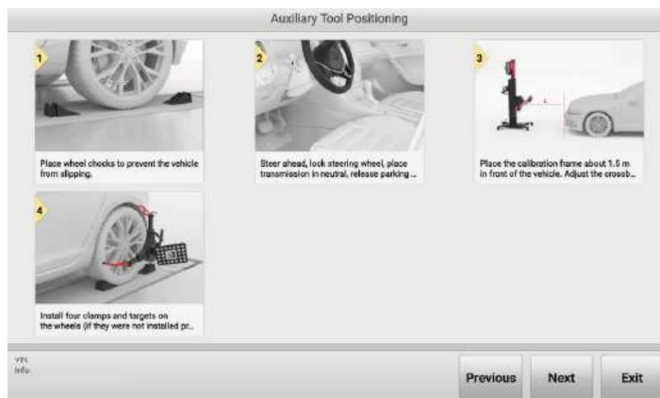 Auxiliary Tool Positioning
1
2
3
Place wheel chocks to prevent the vehicle
from slipping.
Steer ahead, lock steering wheel, place
transmission in neutral, release parking ...
Place the calibration frame about 1.5 m
in front of the vehicle. Adjust the crossb...
L
4
Install four clamps and targets on
the wheels (if they were not installed pr...
VIN:
Info:
Previous
Next
Exit